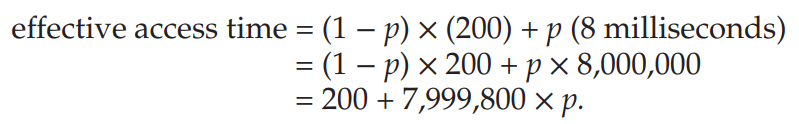 effective access time = (1 – p) × (200) + p (8 milliseconds)
= (1 – p) × 200 + p × 8,000,000
= 200 + 7,999,800 × p.